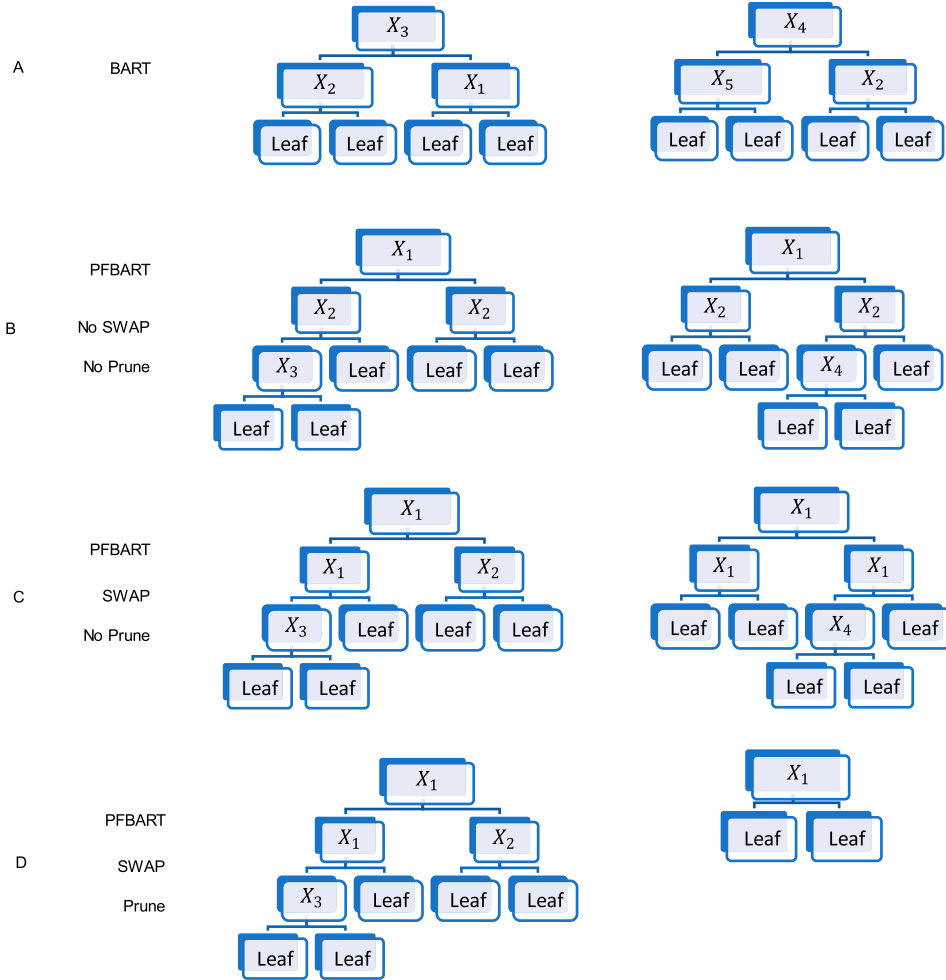 X3 X4
A BART X2 X1 X5 X2
Leaf Leaf Leaf Leaf Leaf Leaf Leaf Leaf
X1 X1
PFBART
X2 X2 X2 X2
B No SWAP
No Prune X3 Leaf Leaf Leaf Leaf Leaf X4 Leaf
Leaf Leaf Leaf Leaf
X1 X1
PFBART
X1 X2 X1 X1
C SWAP
No Prune X3 Leaf Leaf Leaf Leaf Leaf X4 Leaf
Leaf Leaf Leaf Leaf
X1 X1
PFBART
X1 X2 Leaf Leaf
D SWAP
Prune X3 Leaf Leaf Leaf
Leaf Leaf